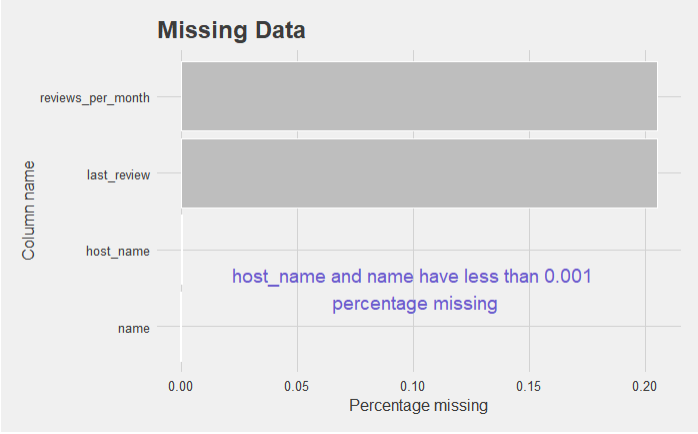 Missing Data
reviews_per_month
last_review
host_name
name
Column name
host_name and name have less than 0.001
percentage missing
0.00
0.05
0.10
0.15
0.20
Percentage missing